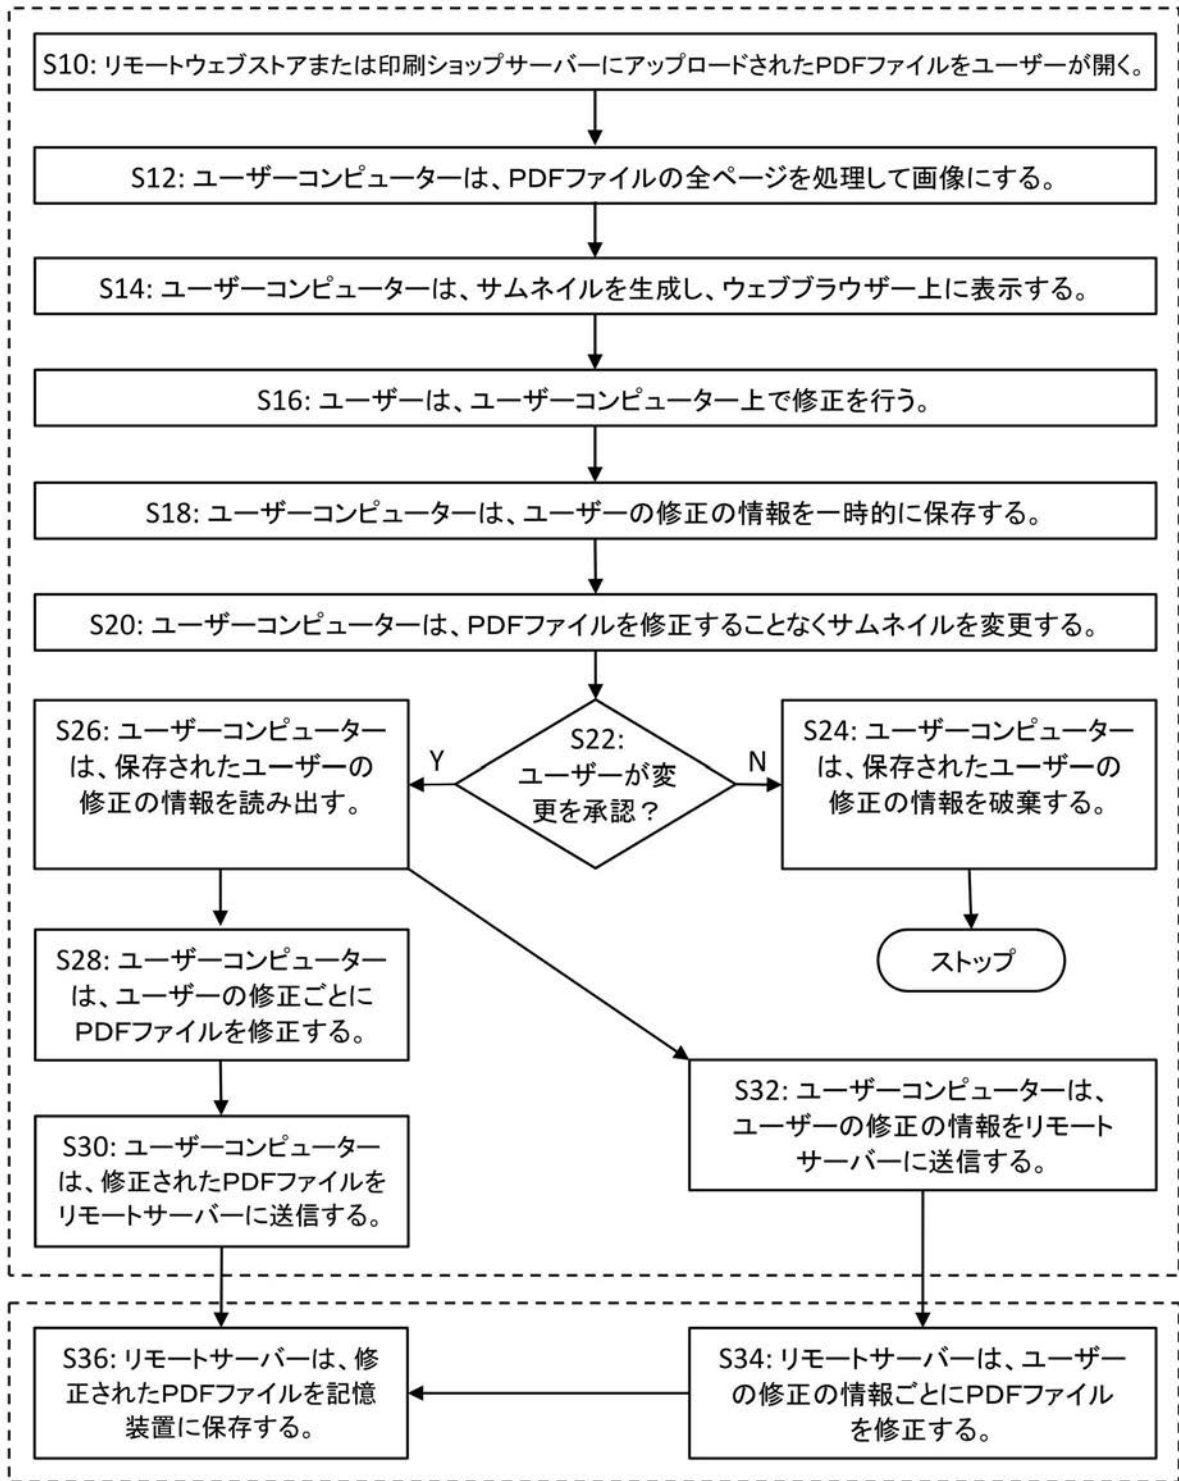 S10: リモートウェブストアまたは印刷ショップサーバーにアップロードされたPDFファイルをユーザーが開く。
S12: ユーザーコンピューターは、PDFファイルの全ページを処理して画像にする。
S14: ユーザーコンピューターは、サムネイルを生成し、ウェブブラウザー上に表示する。
S16: ユーザーは、ユーザーコンピューター上で修正を行う。
S18: ユーザーコンピューターは、ユーザーの修正の情報を一時的に保存する。
S20: ユーザーコンピューターは、PDFファイルを修正することなくサムネイルを変更する。
S26: ユーザーコンピューター
は、保存されたユーザーの
修正の情報を読み出す。
Y
S22:
ユーザーが変
更を承認？
N
S24: ユーザーコンピューター
は、保存されたユーザーの
修正の情報を破棄する。
ストップ
S28: ユーザーコンピューター
は、ユーザーの修正ごとに
PDFファイルを修正する。
S30: ユーザーコンピューター
は、修正されたPDFファイルを
リモートサーバーに送信する。
S32: ユーザーコンピューターは、
ユーザーの修正の情報をリモート
サーバーに送信する。
S36: リモートサーバーは、修
正されたPDFファイルを記憶
装置に保存する。
S34: リモートサーバーは、ユーザー
の修正の情報ごとにPDFファイル
を修正する。